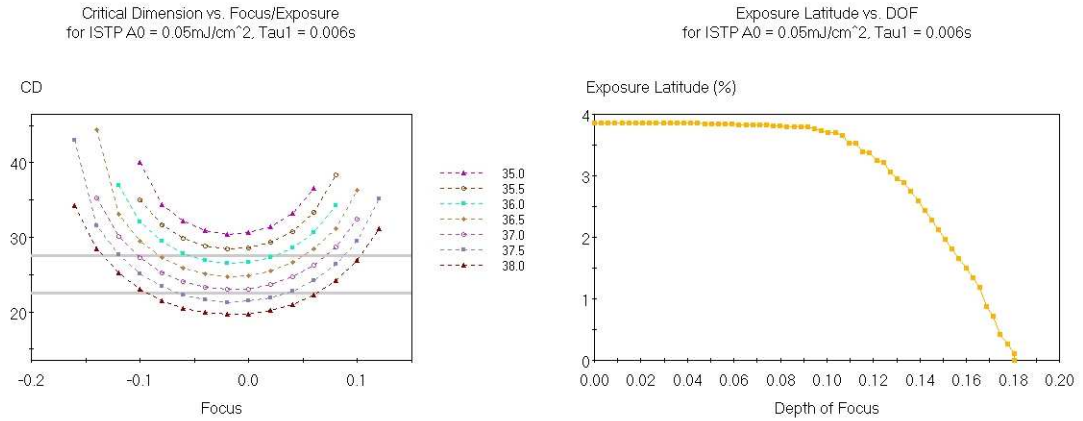 Critical Dimension vs. Focus/Exposure
for ISTP A0 = 0.05mJ/cm^2, Tau1 = 0.006s
CD
40
30
20
-0.2
-0.1
0.0
0.1
Focus
35.0
35.5
36.0
36.5
37.0
37.5
38.0
Exposure Latitude vs. DOF
for ISTP A0 = 0.05mJ/cm^2, Tau1 = 0.006s
Exposure Latitude (%)
4
3
2
1
0
0.00 0.02 0.04 0.06 0.08 0.10 0.12 0.14 0.16 0.18 0.20
Depth of Focus